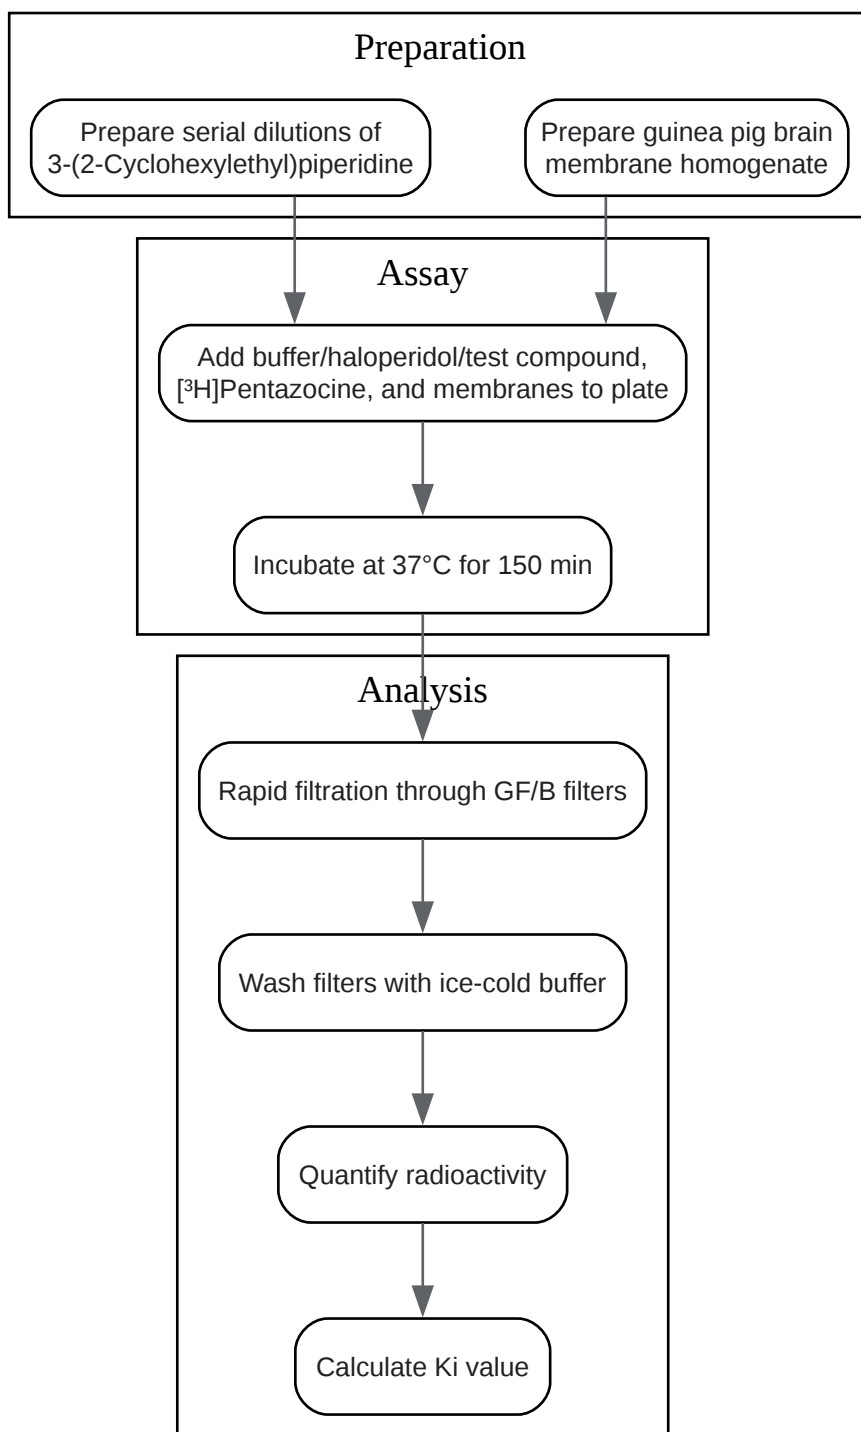 Preparation
Prepare serial dilutions of
3-(2-Cyclohexylethyl)piperidine
Prepare guinea pig brain
membrane homogenate
Assay
Add buffer/haloperidol/test compound,
[³H]Pentazocine, and membranes to plate
Incubate at 37°C for 150 min
Analysis
Rapid filtration through GF/B filters
Wash filters with ice-cold buffer
Quantify radioactivity
Calculate Ki value